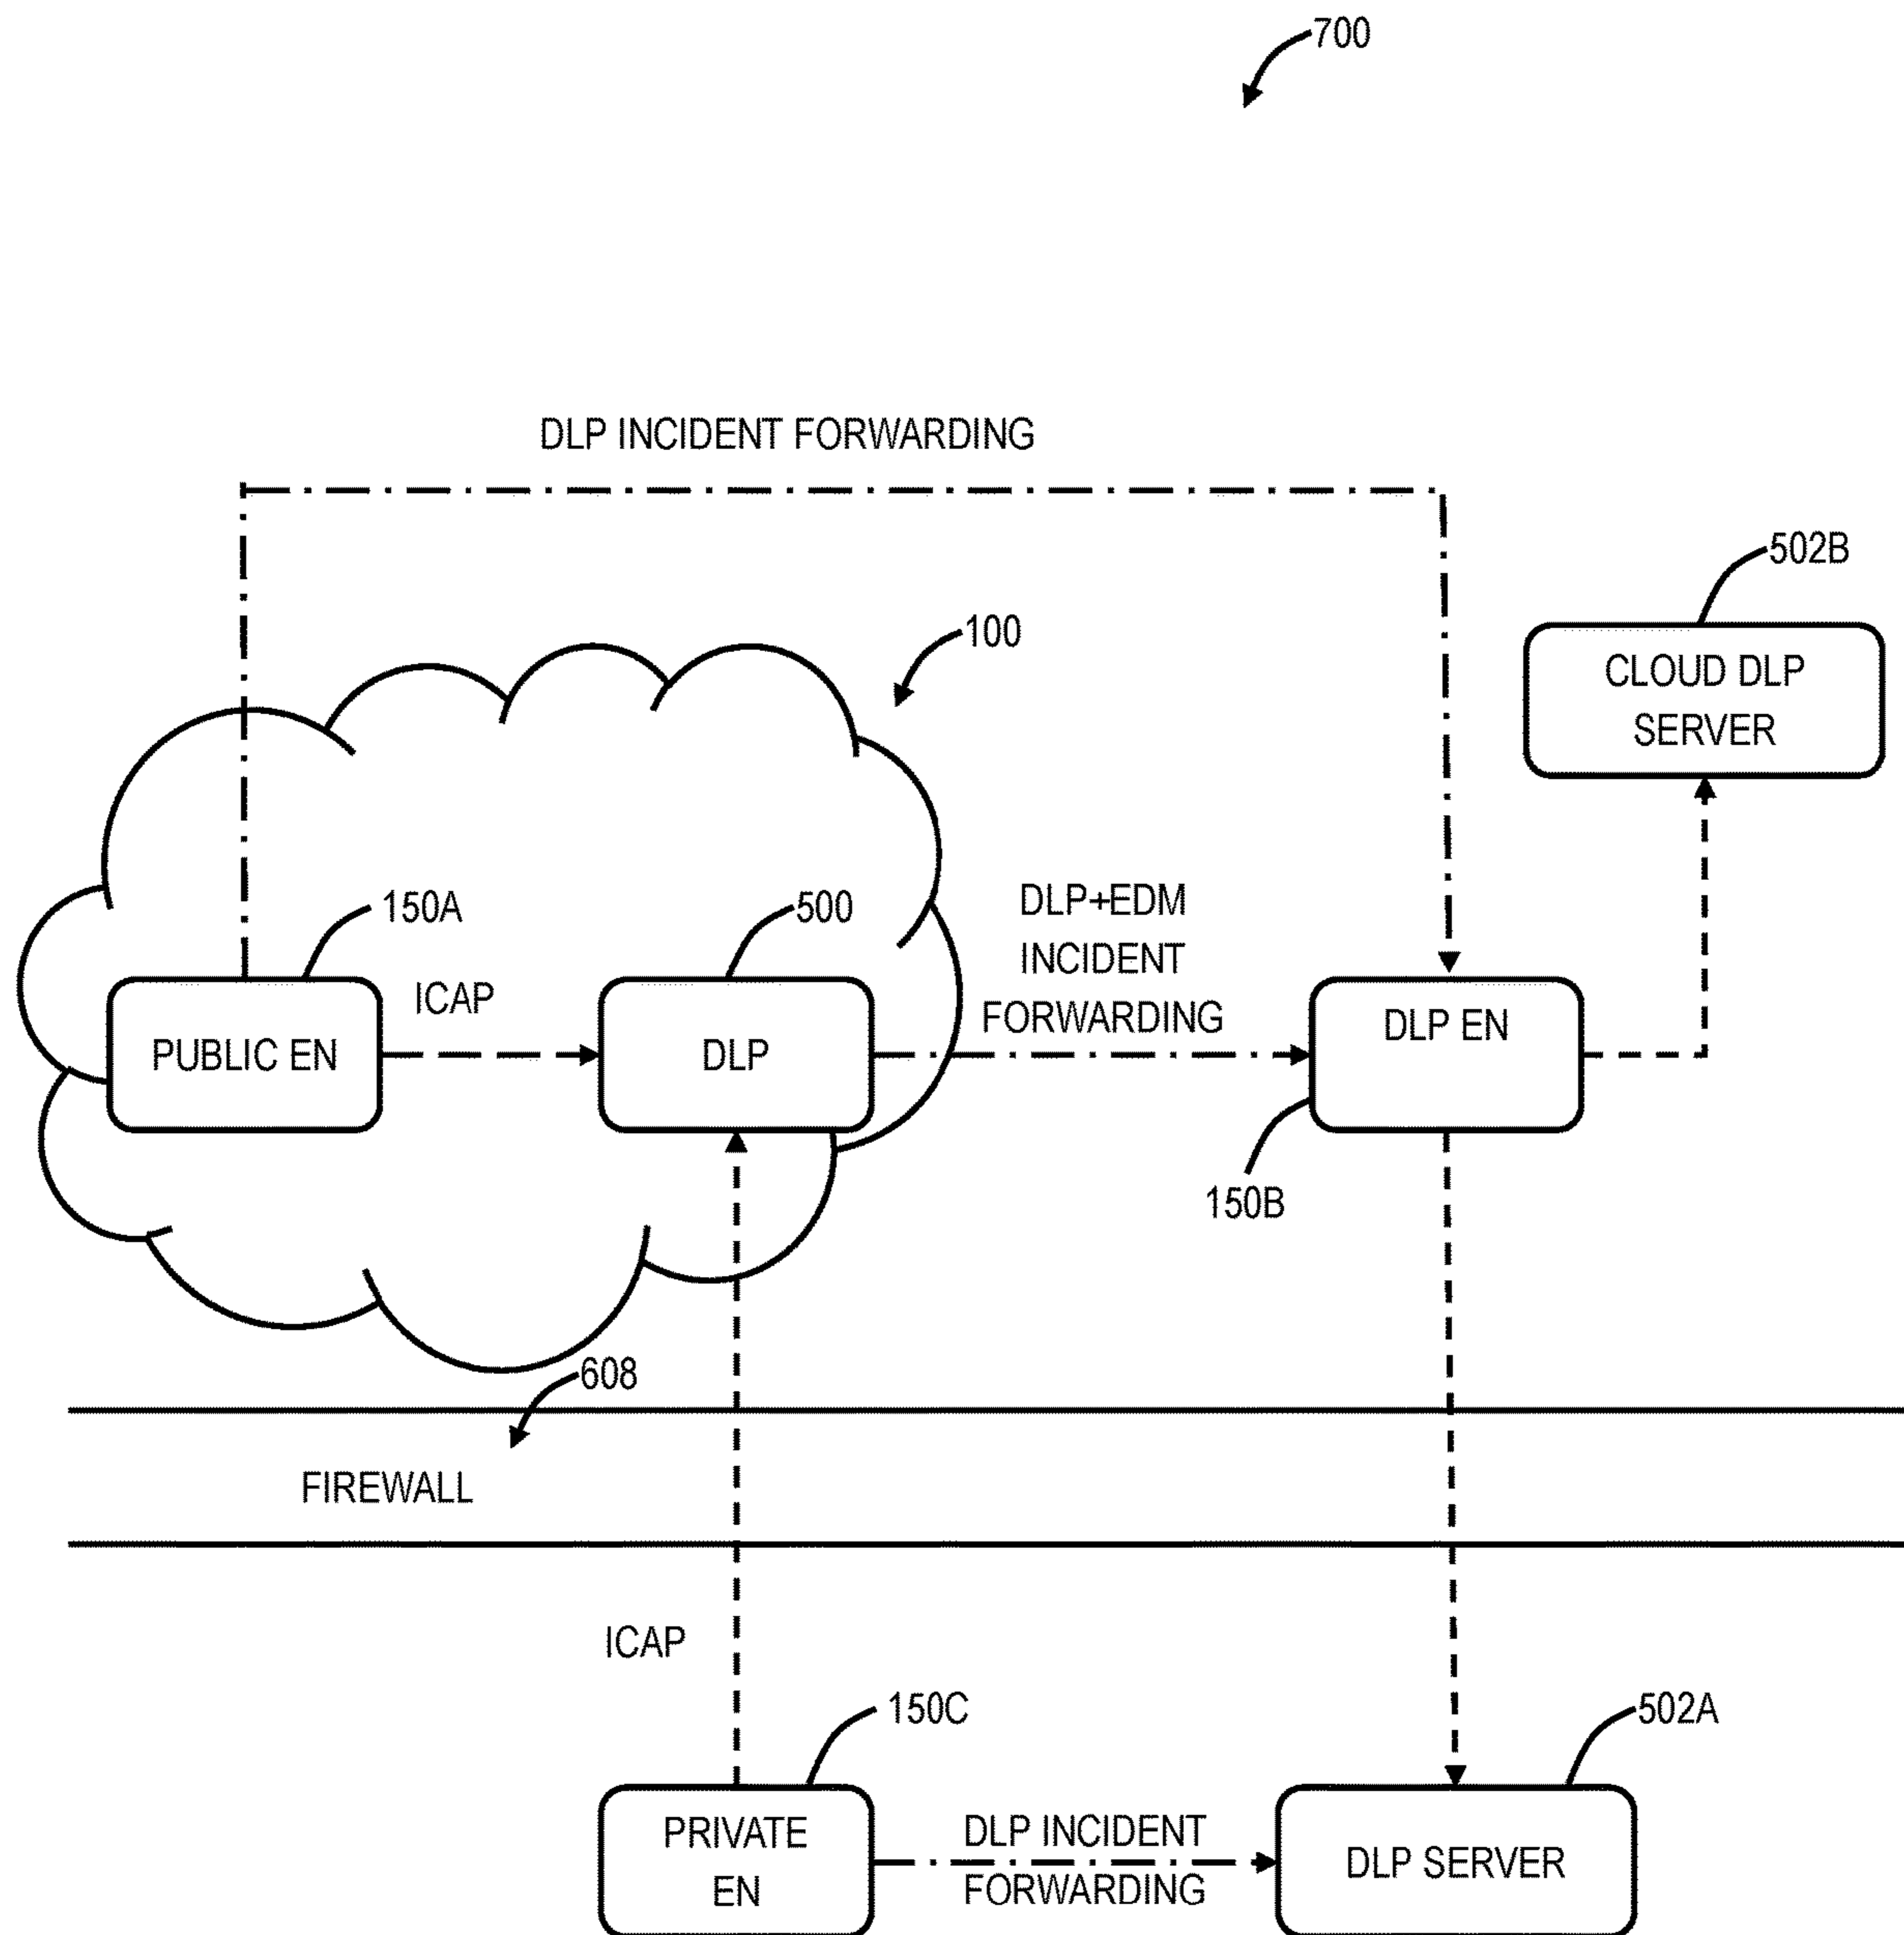 700
DLP INCIDENT FORWARDING
502B
CLOUD DLP
SERVER
100
150A
500
DLP+EDM
INCIDENT
FORWARDING
ICAP
PUBLIC EN
DLP
DLP EN
150B
608
FIREWALL
ICAP
150C
502A
PRIVATE
EN
DLP INCIDENT
FORWARDING
DLP SERVER